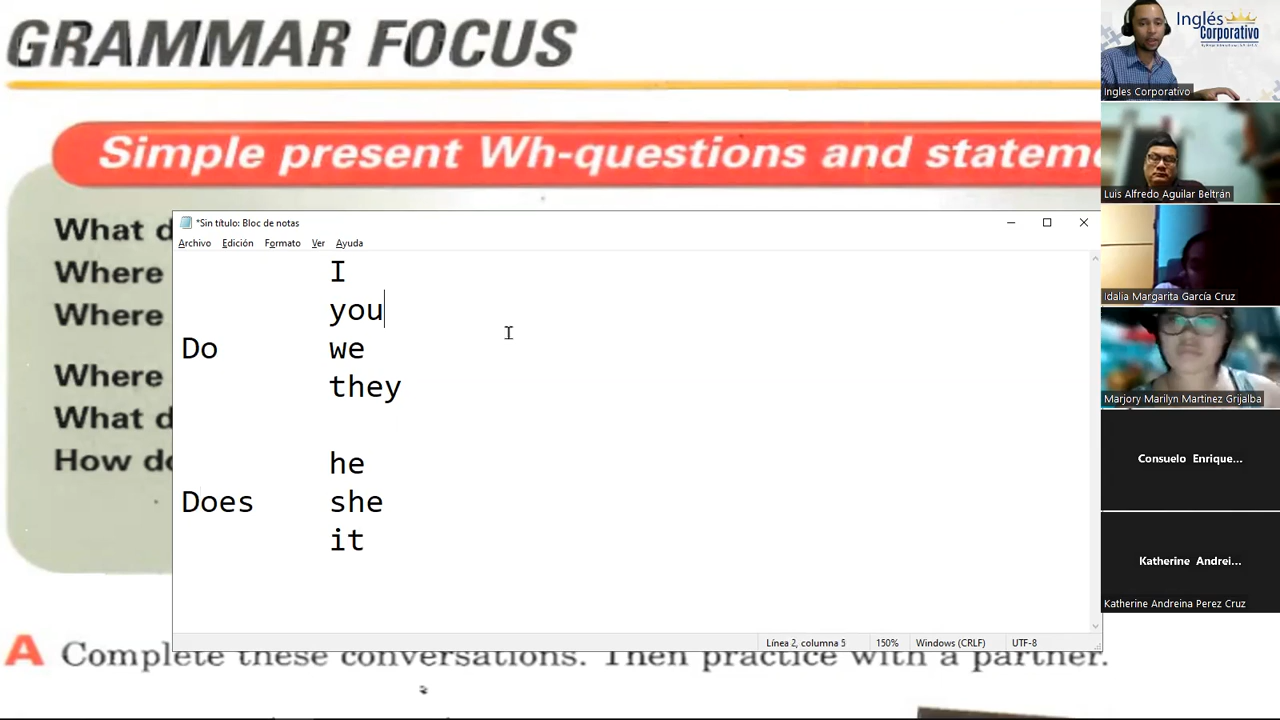 GRAMMAR FOCUS
Simple present Wh-questions and statem
What d
Where
Where
Where
What d
How do
*Sin título: Bloc de notas
Archivo Edición Formato Ver Ayuda
I
you
Do we
they
he
Does she
it
Línea 2, columna 5 150% Windows (CRLF) UTF-8
A Complete these conversations. Then practice with a partner.
Inglés
Corporativo
Ingles Corporativo
Luis Alfredo Aguilar Beltrán
Idalia Margarita García Cruz
Marjory Marilyn Martinez Grijalba
Consuelo Enrique...
Katherine Andrei...
Katherine Andreina Perez Cruz